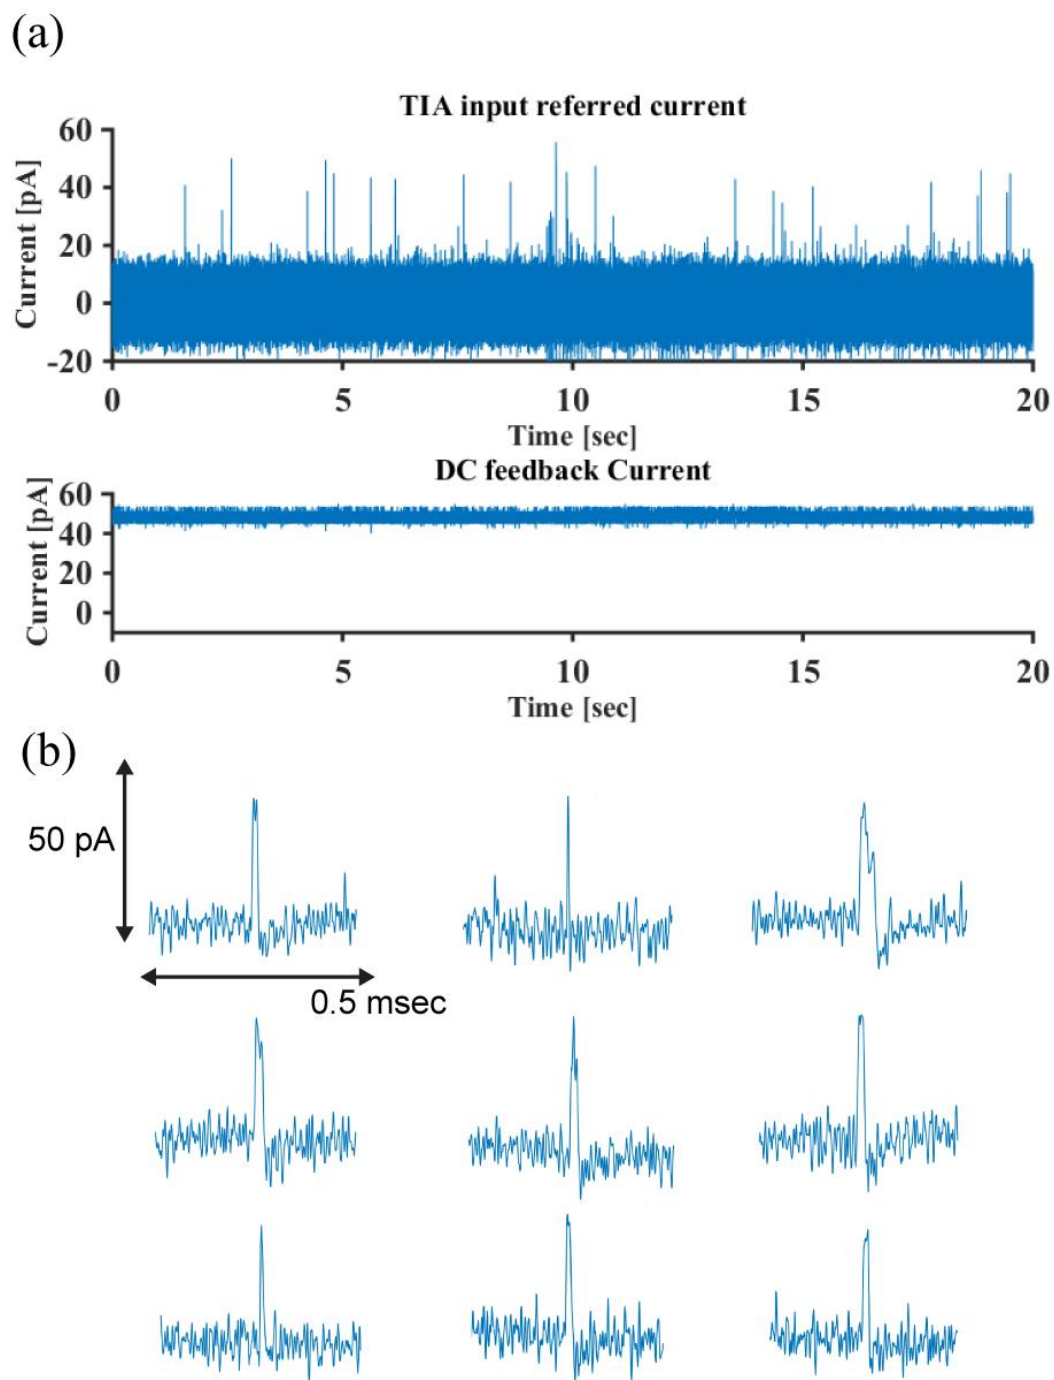 (a)
TIA input referred current
Current [pA]
60
40
20
0
-20
0 5 10 15 20
Time [sec]
DC feedback Current
Current [pA]
60
40
20
0
0 5 10 15 20
Time [sec]
(b)
50 pA
0.5 msec